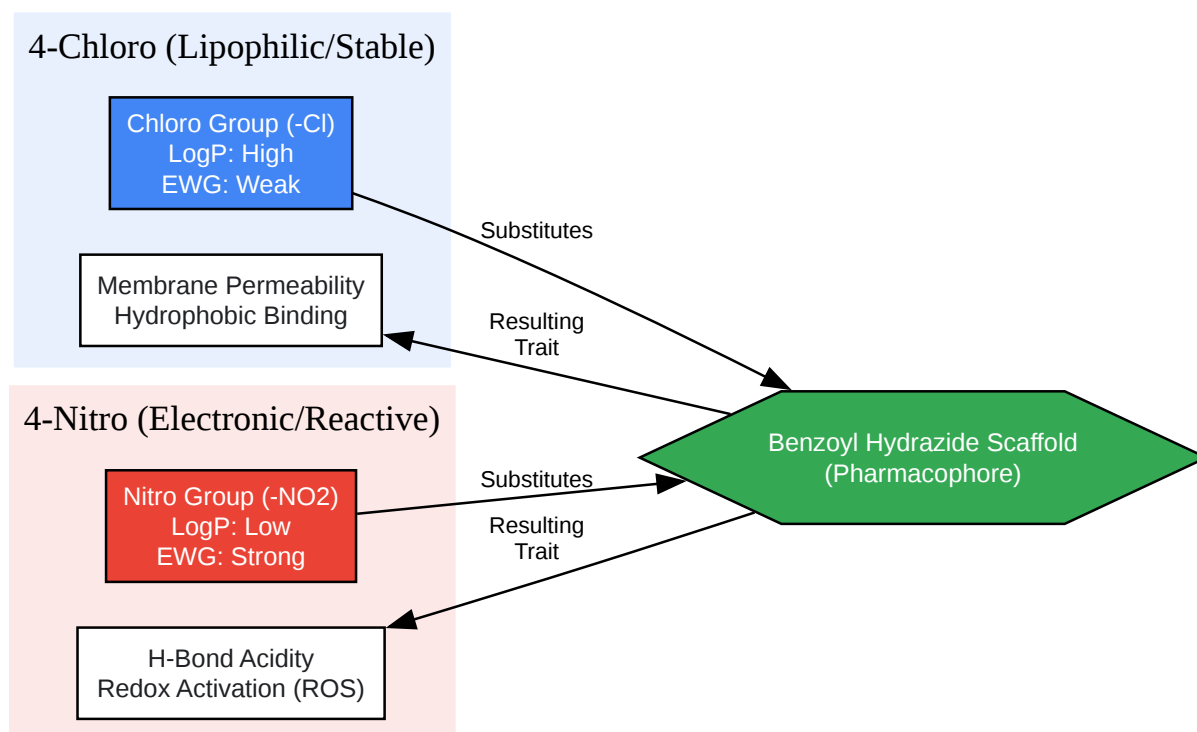 4-Chloro (Lipophilic/Stable)
Chloro Group (-Cl)
LogP: High
EWG: Weak
Membrane Permeability
Hydrophobic Binding
Substitutes
Resulting
Trait
4-Nitro (Electronic/Reactive)
Nitro Group (-NO2)
LogP: Low
EWG: Strong
H-Bond Acidity
Redox Activation (ROS)
Substitutes
Resulting
Trait
Benzoyl Hydrazide Scaffold
(Pharmacophore)